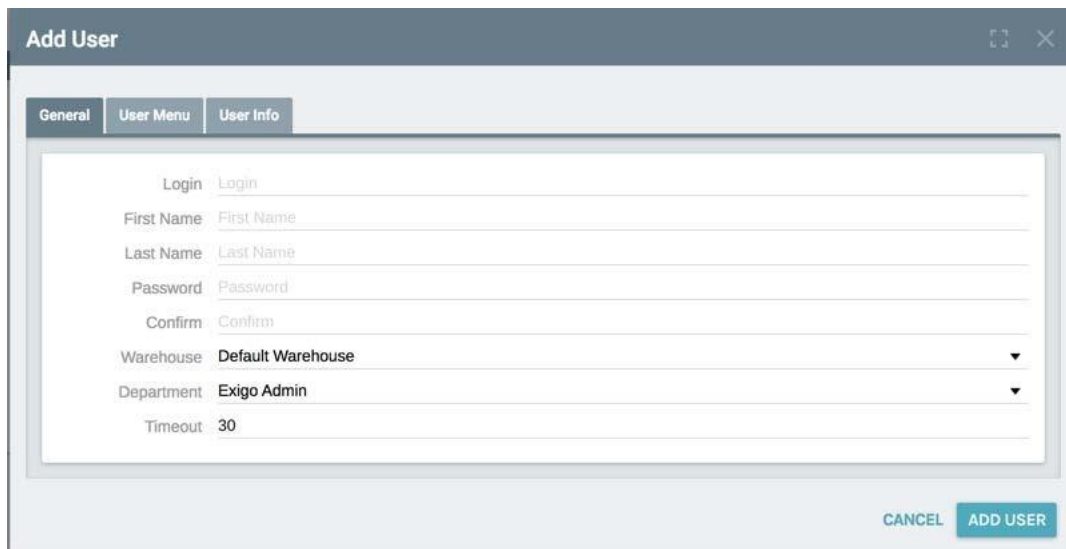 Add User
General User Menu User Info
Login Login
First Name First Name
Last Name Last Name
Password Password
Confirm Confirm
Warehouse Default Warehouse
Department Exigo Admin
Timeout 30
CANCEL ADD USER